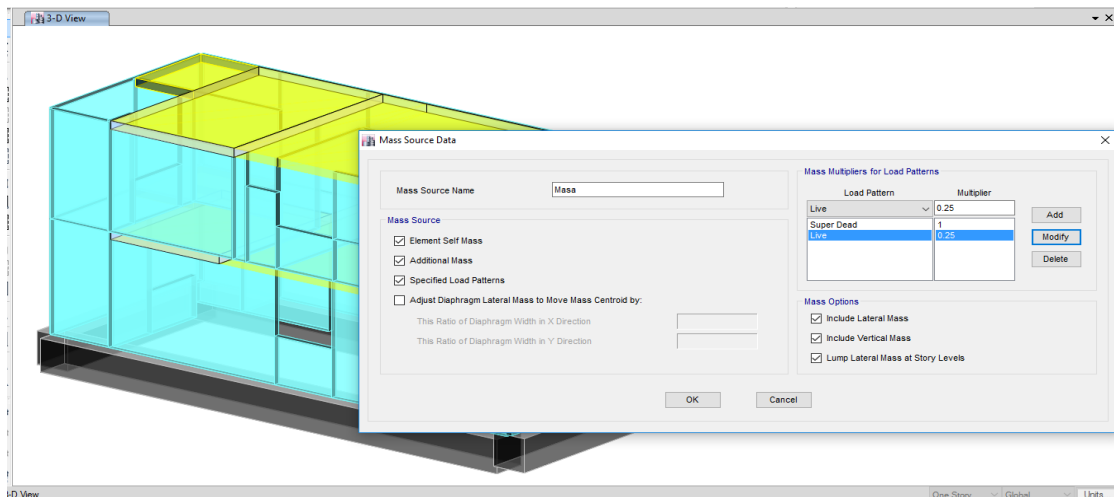 3-D View
Mass Source Data
Mass Source Name
Masa
Mass Source
Element Self Mass
Additional Mass
Specified Load Patterns
Adjust Diaphragm Lateral Mass to Move Mass Centroid by:
This Ratio of Diaphragm Width in X Direction
This Ratio of Diaphragm Width in Y Direction
Mass Multipliers for Load Patterns
Load Pattern Multiplier
Live 0.25
Super Dead 1
Live 0.25
Add
Modify
Delete
Mass Options
Include Lateral Mass
Include Vertical Mass
Lump Lateral Mass at Story Levels
OK Cancel
3-D View One Story Global Units